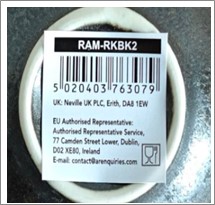 RAM-RKBK2
5 020403 763079
UK: Neville UK PLC, Erith, DA8 1EW
EU Authorised Representative:
Authorised Representative Service,
77 Camden Street Lower, Dublin,
D02 XE80, Ireland
E-mail: contact@arenquiries.com